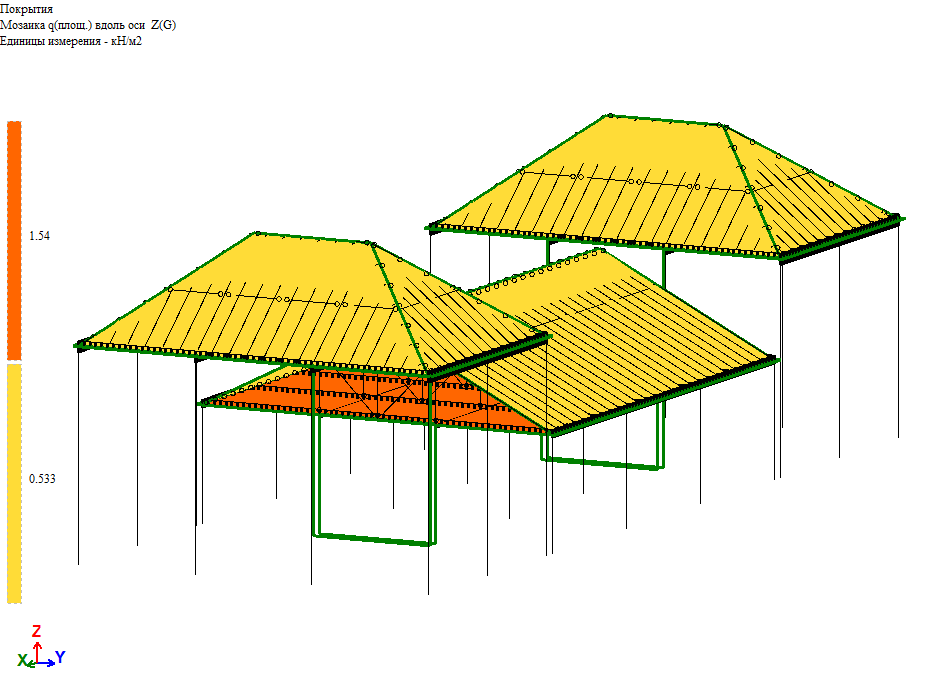 Покрытия
Мозаика q(площ.) вдоль оси  Z(G)
Единицы измерения - кН/м2
1.54
0.533
Z
X
Y